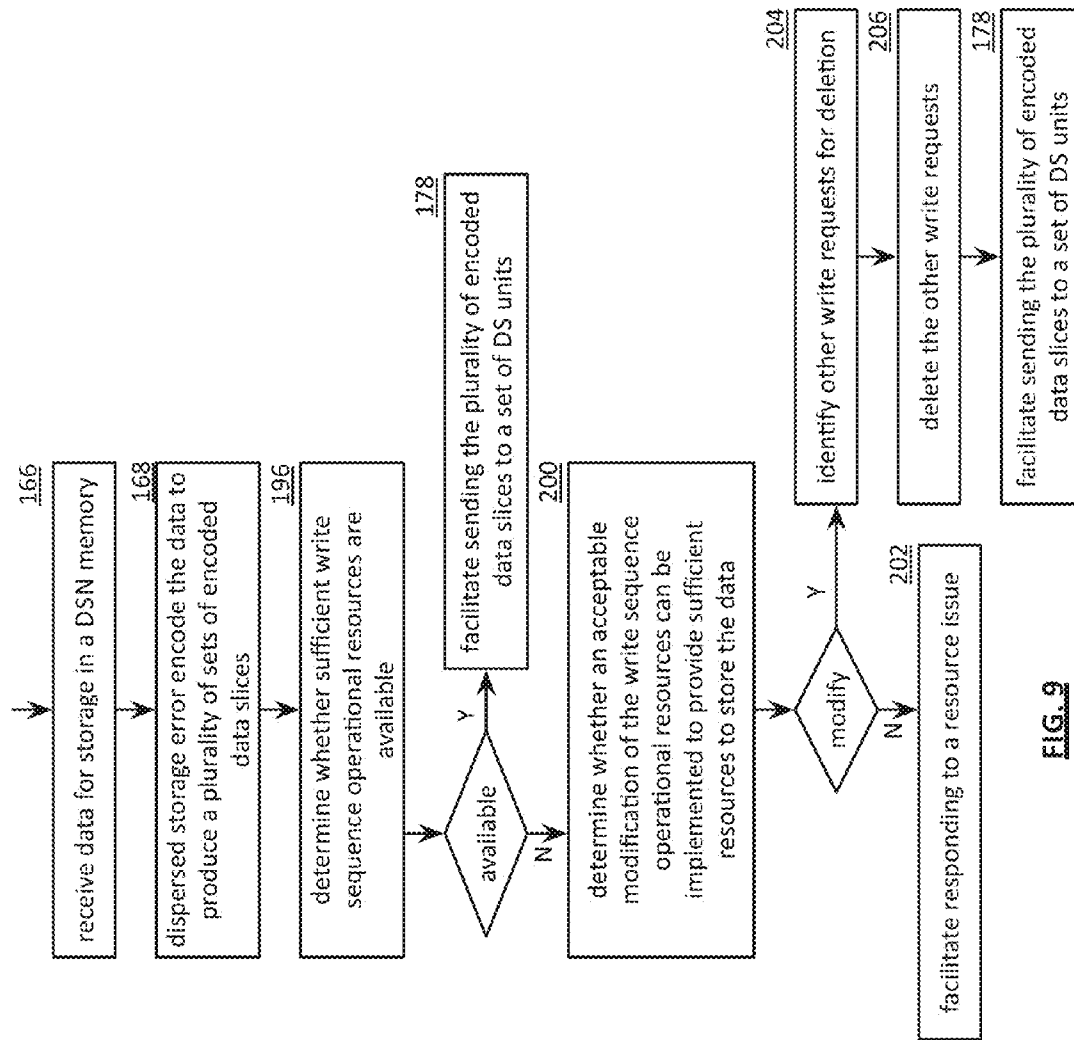 166
receive data for storage in a DSN memory
168
dispersed storage error encode the data to
produce a plurality of sets of encoded
data slices
196
determine whether sufficient write
sequence operational resources are
available
available
Y
N
178
facilitate sending the plurality of encoded
data slices to a set of DS units
200
determine whether an acceptable
modification of the write sequence
operational resources can be
implemented to provide sufficient
resources to store the data
modify
Y
N
202
facilitate responding to a resource issue
204
identify other write requests for deletion
206
delete the other write requests
178
facilitate sending the plurality of encoded
data slices to a set of DS units
FIG. 9